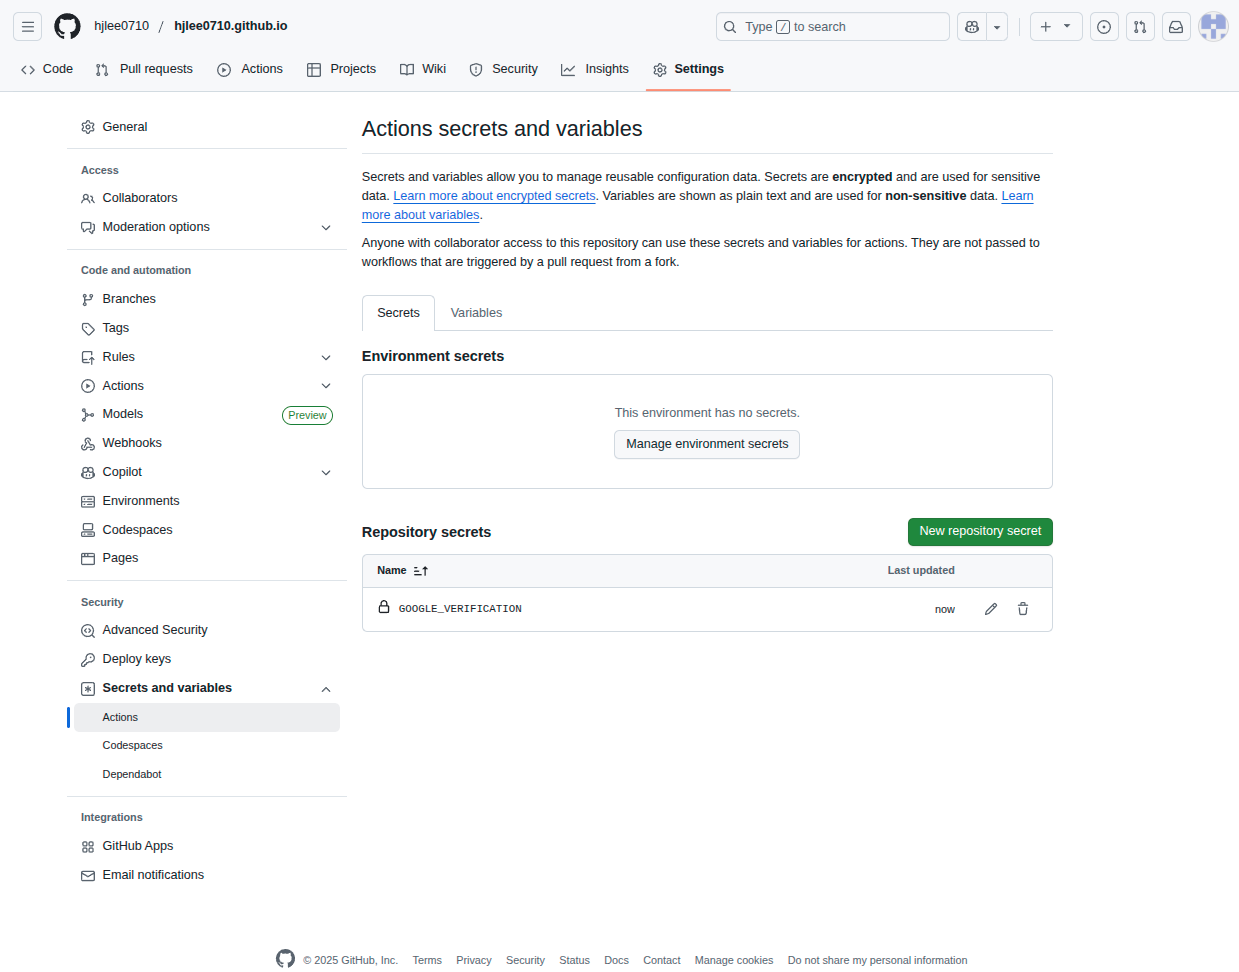 hjlee0710 / hjlee0710.github.io
Type / to search
Code Pull requests Actions Projects Wiki Security Insights Settings
General
Access
Collaborators
Moderation options
Code and automation
Branches
Tags
Rules
Actions
Models Preview
Webhooks
Copilot
Environments
Codespaces
Pages
Security
Advanced Security
Deploy keys
Secrets and variables
Actions
Codespaces
Dependabot
Integrations
GitHub Apps
Email notifications
Actions secrets and variables
Secrets and variables allow you to manage reusable configuration data. Secrets are encrypted and are used for sensitive
data. Learn more about encrypted secrets. Variables are shown as plain text and are used for non-sensitive data. Learn
more about variables.
Anyone with collaborator access to this repository can use these secrets and variables for actions. They are not passed to
workflows that are triggered by a pull request from a fork.
Secrets Variables
Environment secrets
This environment has no secrets.
Manage environment secrets
Repository secrets New repository secret
Name Last updated
GOOGLE_VERIFICATION now
© 2025 GitHub, Inc. Terms Privacy Security Status Docs Contact Manage cookies Do not share my personal information